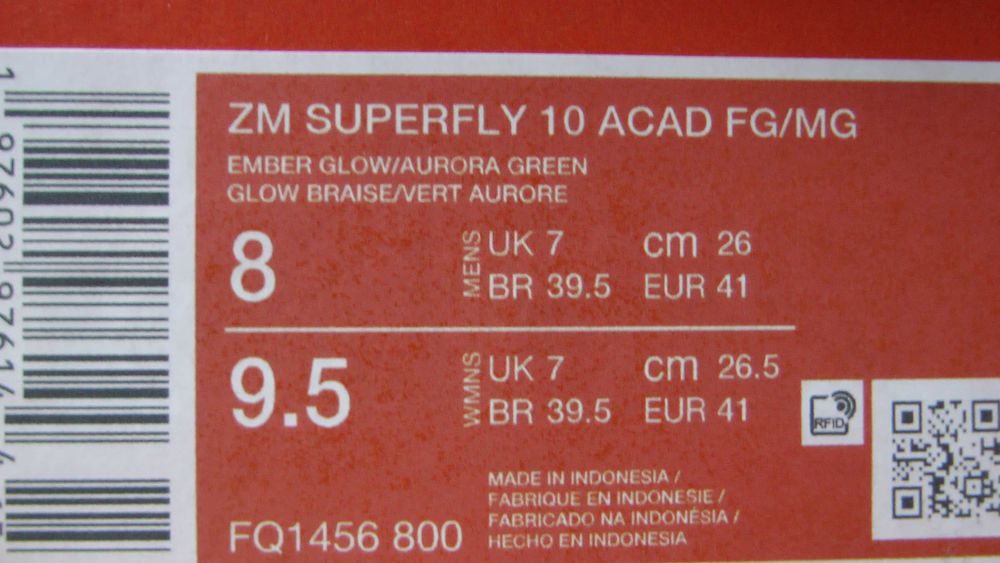 ZM SUPERFLY 10 ACAD FG/MG
EMBER GLOW/AURORA GREEN
GLOW BRAISE/VERT AURORE
8
MENS
UK 7 cm 26
BR 39.5 EUR 41
9.5
WMNS
UK 7 cm 26.5
BR 39.5 EUR 41
RFID
MADE IN INDONESIA /
FABRIQUE EN INDONESIE /
FABRICADO NA INDONÉSIA /
HECHO EN INDONESIA
FQ1456 800